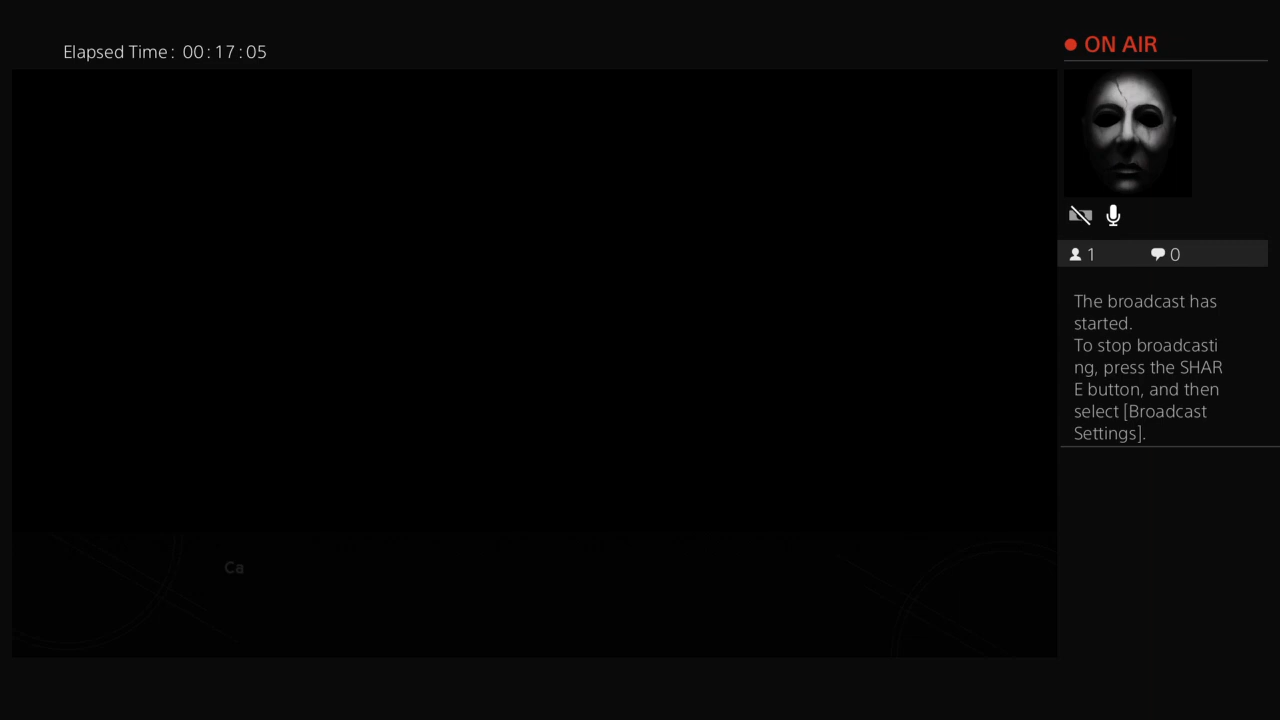 Elapsed Time: 00:17:05
ON AIR
1
0
The broadcast has
started.
To stop broadcasti
ng, press the SHAR
E button, and then
select [Broadcast
Settings].
Ca